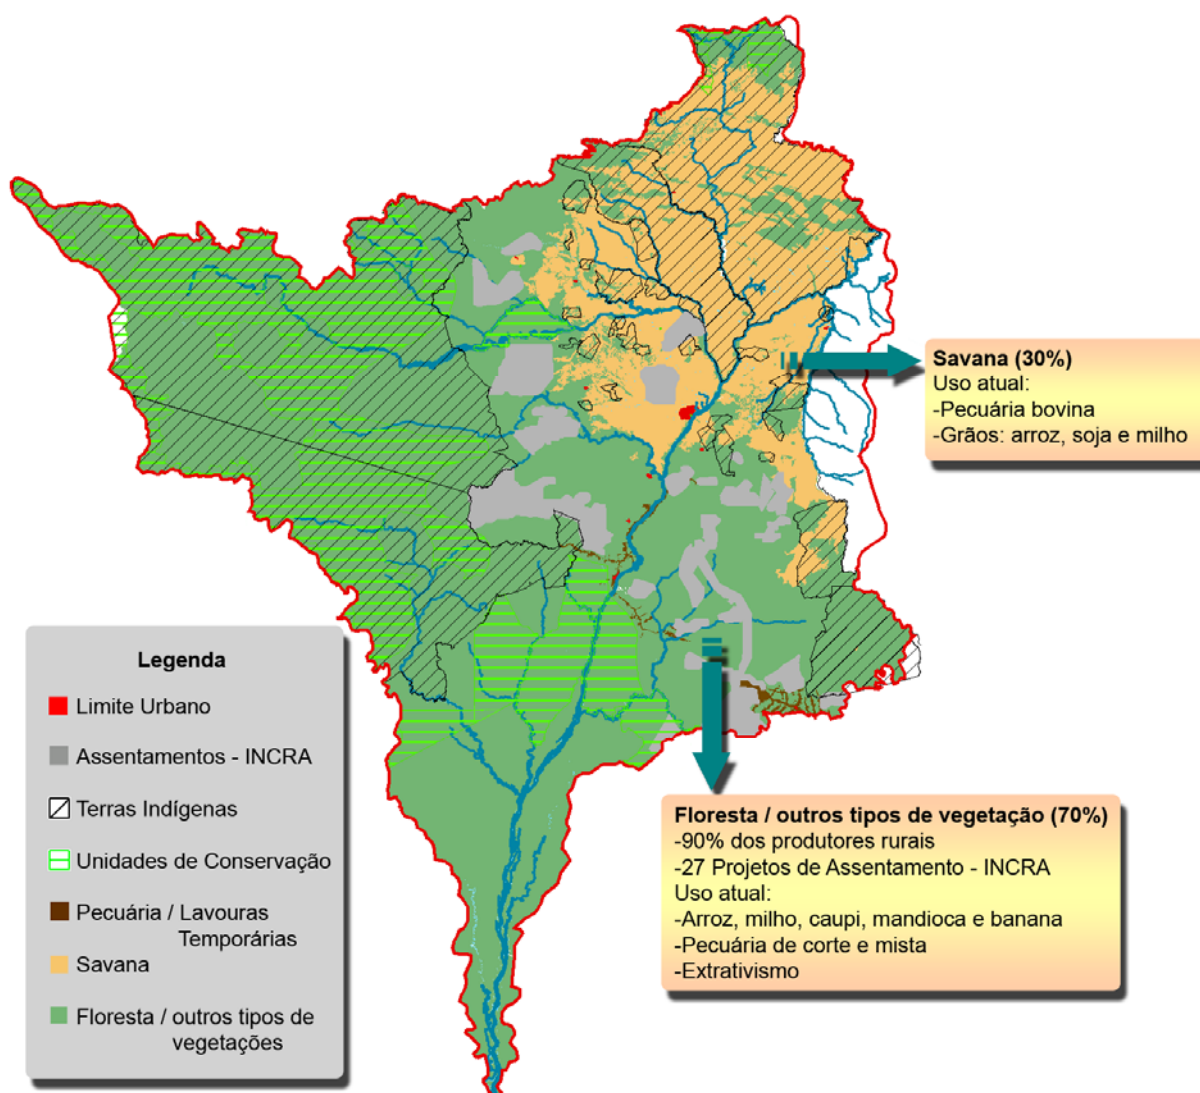 Savana (30%)
Uso atual:
-Pecuária bovina
-Grãos: arroz, soja e milho
Legenda
Limite Urbano
Assentamentos - INCRA
Terras Indígenas
Unidades de Conservação
Pecuária / Lavouras
Temporárias
Savana
Floresta / outros tipos de
vegetações
Floresta / outros tipos de vegetação (70%)
-90% dos produtores rurais
-27 Projetos de Assentamento - INCRA
Uso atual:
-Arroz, milho, caupi, mandioca e banana
-Pecuária de corte e mista
-Extrativismo